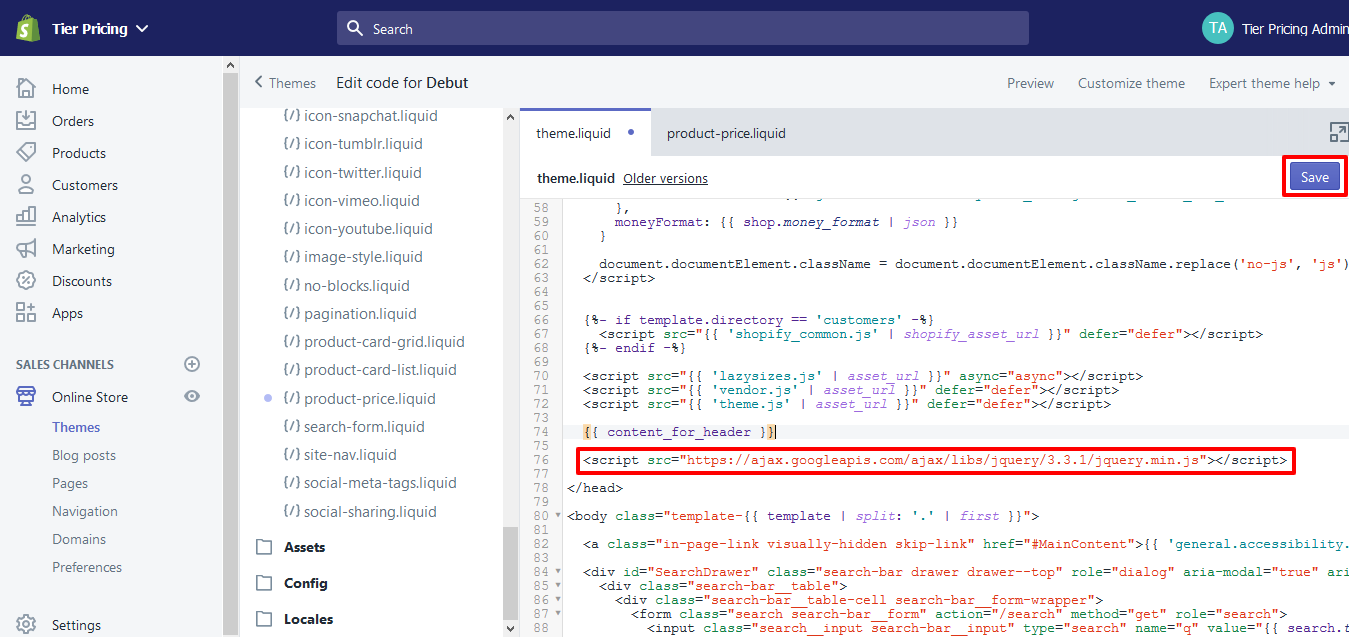 Tier Pricing
Search
TA
Tier Pricing Admin
Home
Orders
Products
Customers
Analytics
Marketing
Discounts
Apps
SALES CHANNELS
Online Store
Themes
Blog posts
Pages
Navigation
Domains
Preferences
Settings
Themes
Edit code for Debut
Preview
Customize theme
Expert theme help
{/} icon-snapchat.liquid
{/} icon-tumblr.liquid
{/} icon-twitter.liquid
{/} icon-vimeo.liquid
{/} icon-youtube.liquid
{/} image-style.liquid
{/} no-blocks.liquid
{/} pagination.liquid
{/} product-card-grid.liquid
{/} product-card-list.liquid
{/} product-price.liquid
{/} search-form.liquid
{/} site-nav.liquid
{/} social-meta-tags.liquid
{/} social-sharing.liquid
Assets
Config
Locales
theme.liquid
product-price.liquid
theme.liquid Older versions
Save
58 },
59 moneyFormat: {{ shop.money_format | json }}
60 }
61
62 document.documentElement.className = document.documentElement.className.replace('no-js', 'js')
63 </script>
64
65
66 {%- if template.directory == 'customers' -%}
67 <script src="{{ 'shopify_common.js' | shopify_asset_url }}" defer="defer"></script>
68 {%- endif -%}
69
70 <script src="{{ 'lazysizes.js' | asset_url }}" async="async"></script>
71 <script src="{{ 'vendor.js' | asset_url }}" defer="defer"></script>
72 <script src="{{ 'theme.js' | asset_url }}" defer="defer"></script>
73
74 {{ content_for_header }}
75
76 <script src="https://ajax.googleapis.com/ajax/libs/jquery/3.3.1/jquery.min.js"></script>
77
78 </head>
79
80 <body class="template-{{ template | split: '.' | first }}">
81
82 <a class="in-page-link visually-hidden skip-link" href="#MainContent">{{ 'general.accessibility.
83
84 <div id="SearchDrawer" class="search-bar drawer drawer--top" role="dialog" aria-modal="true" ari
85 <div class="search-bar__table">
86 <div class="search-bar__table-cell search-bar__form-wrapper">
87 <form class="search search-bar__form" action="/search" method="get" role="search">
88 <input class="search__input search-bar__input" type="search" name="q" value="{{ search.t